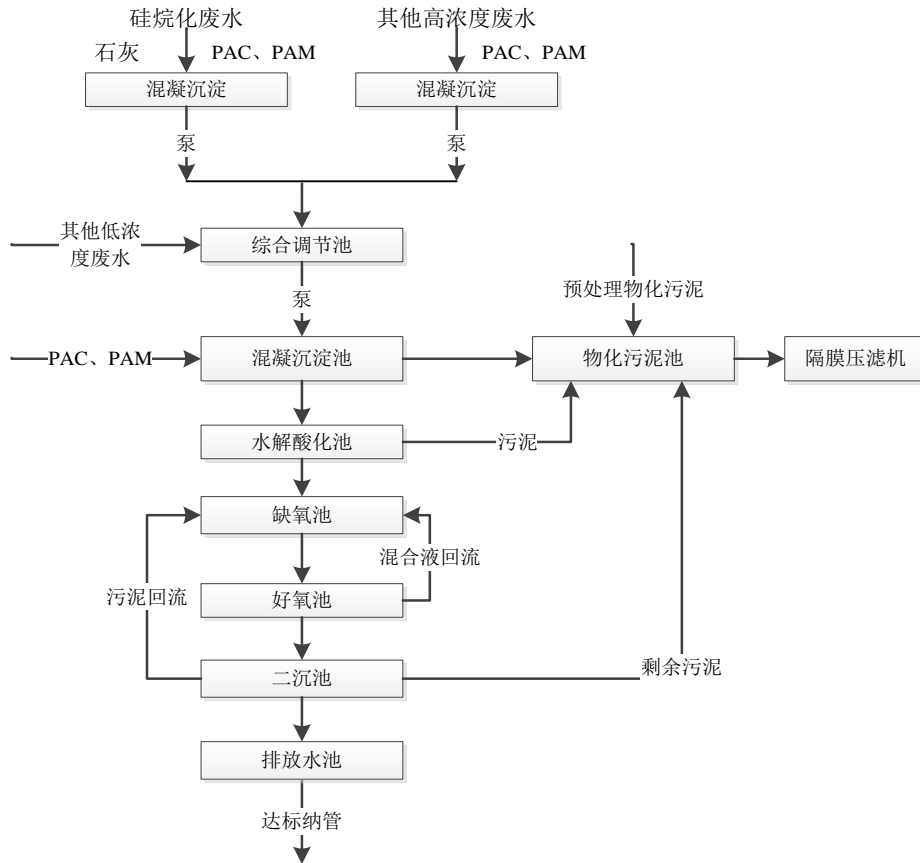 硅烷化废水
其他高浓度废水
石灰
PAC、PAM
PAC、PAM
混凝沉淀
混凝沉淀
泵
泵
其他低浓
度废水
综合调节池
泵
预处理物化污泥
PAC、PAM
混凝沉淀池
物化污泥池
隔膜压滤机
水解酸化池
污泥
缺氧池
混合液回流
污泥回流
好氧池
二沉池
剩余污泥
排放水池
达标纳管